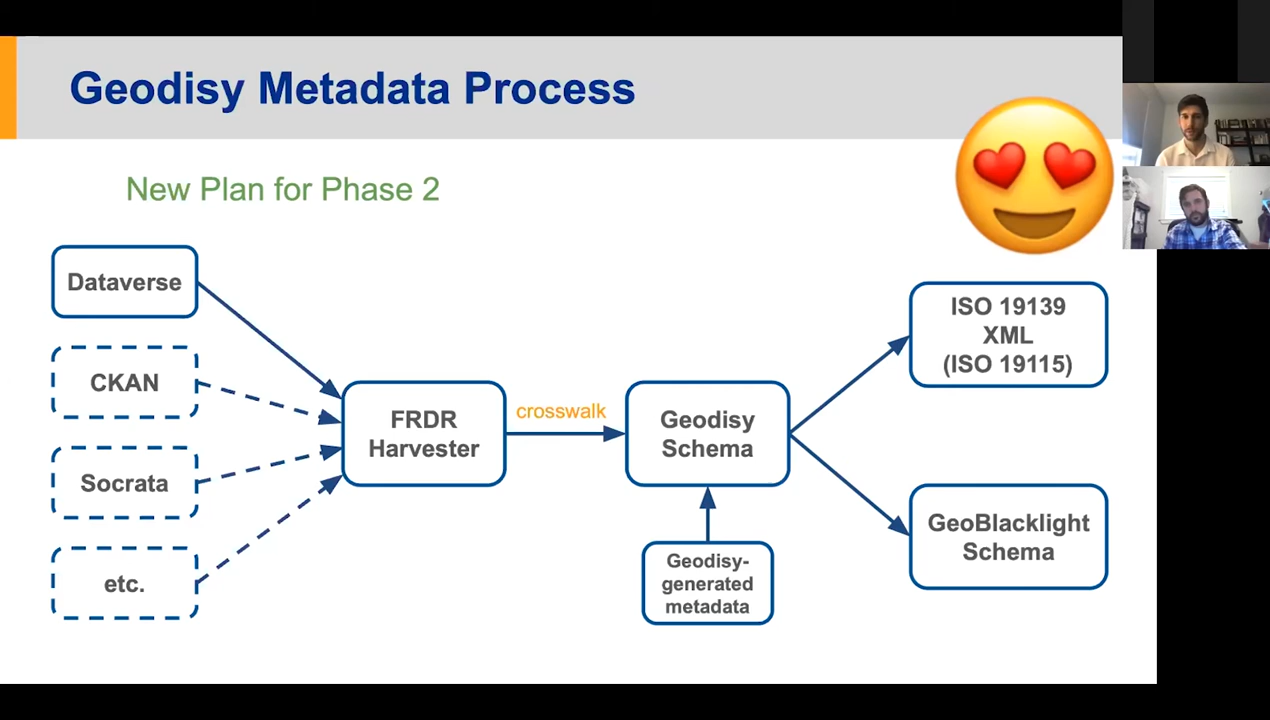 Geodisy Metadata Process
New Plan for Phase 2
Dataverse
CKAN
Socrata
etc.
FRDR
Harvester
crosswalk
Geodisy
Schema
Geodisy-
generated
metadata
ISO 19139
XML
(ISO 19115)
GeoBlacklight
Schema